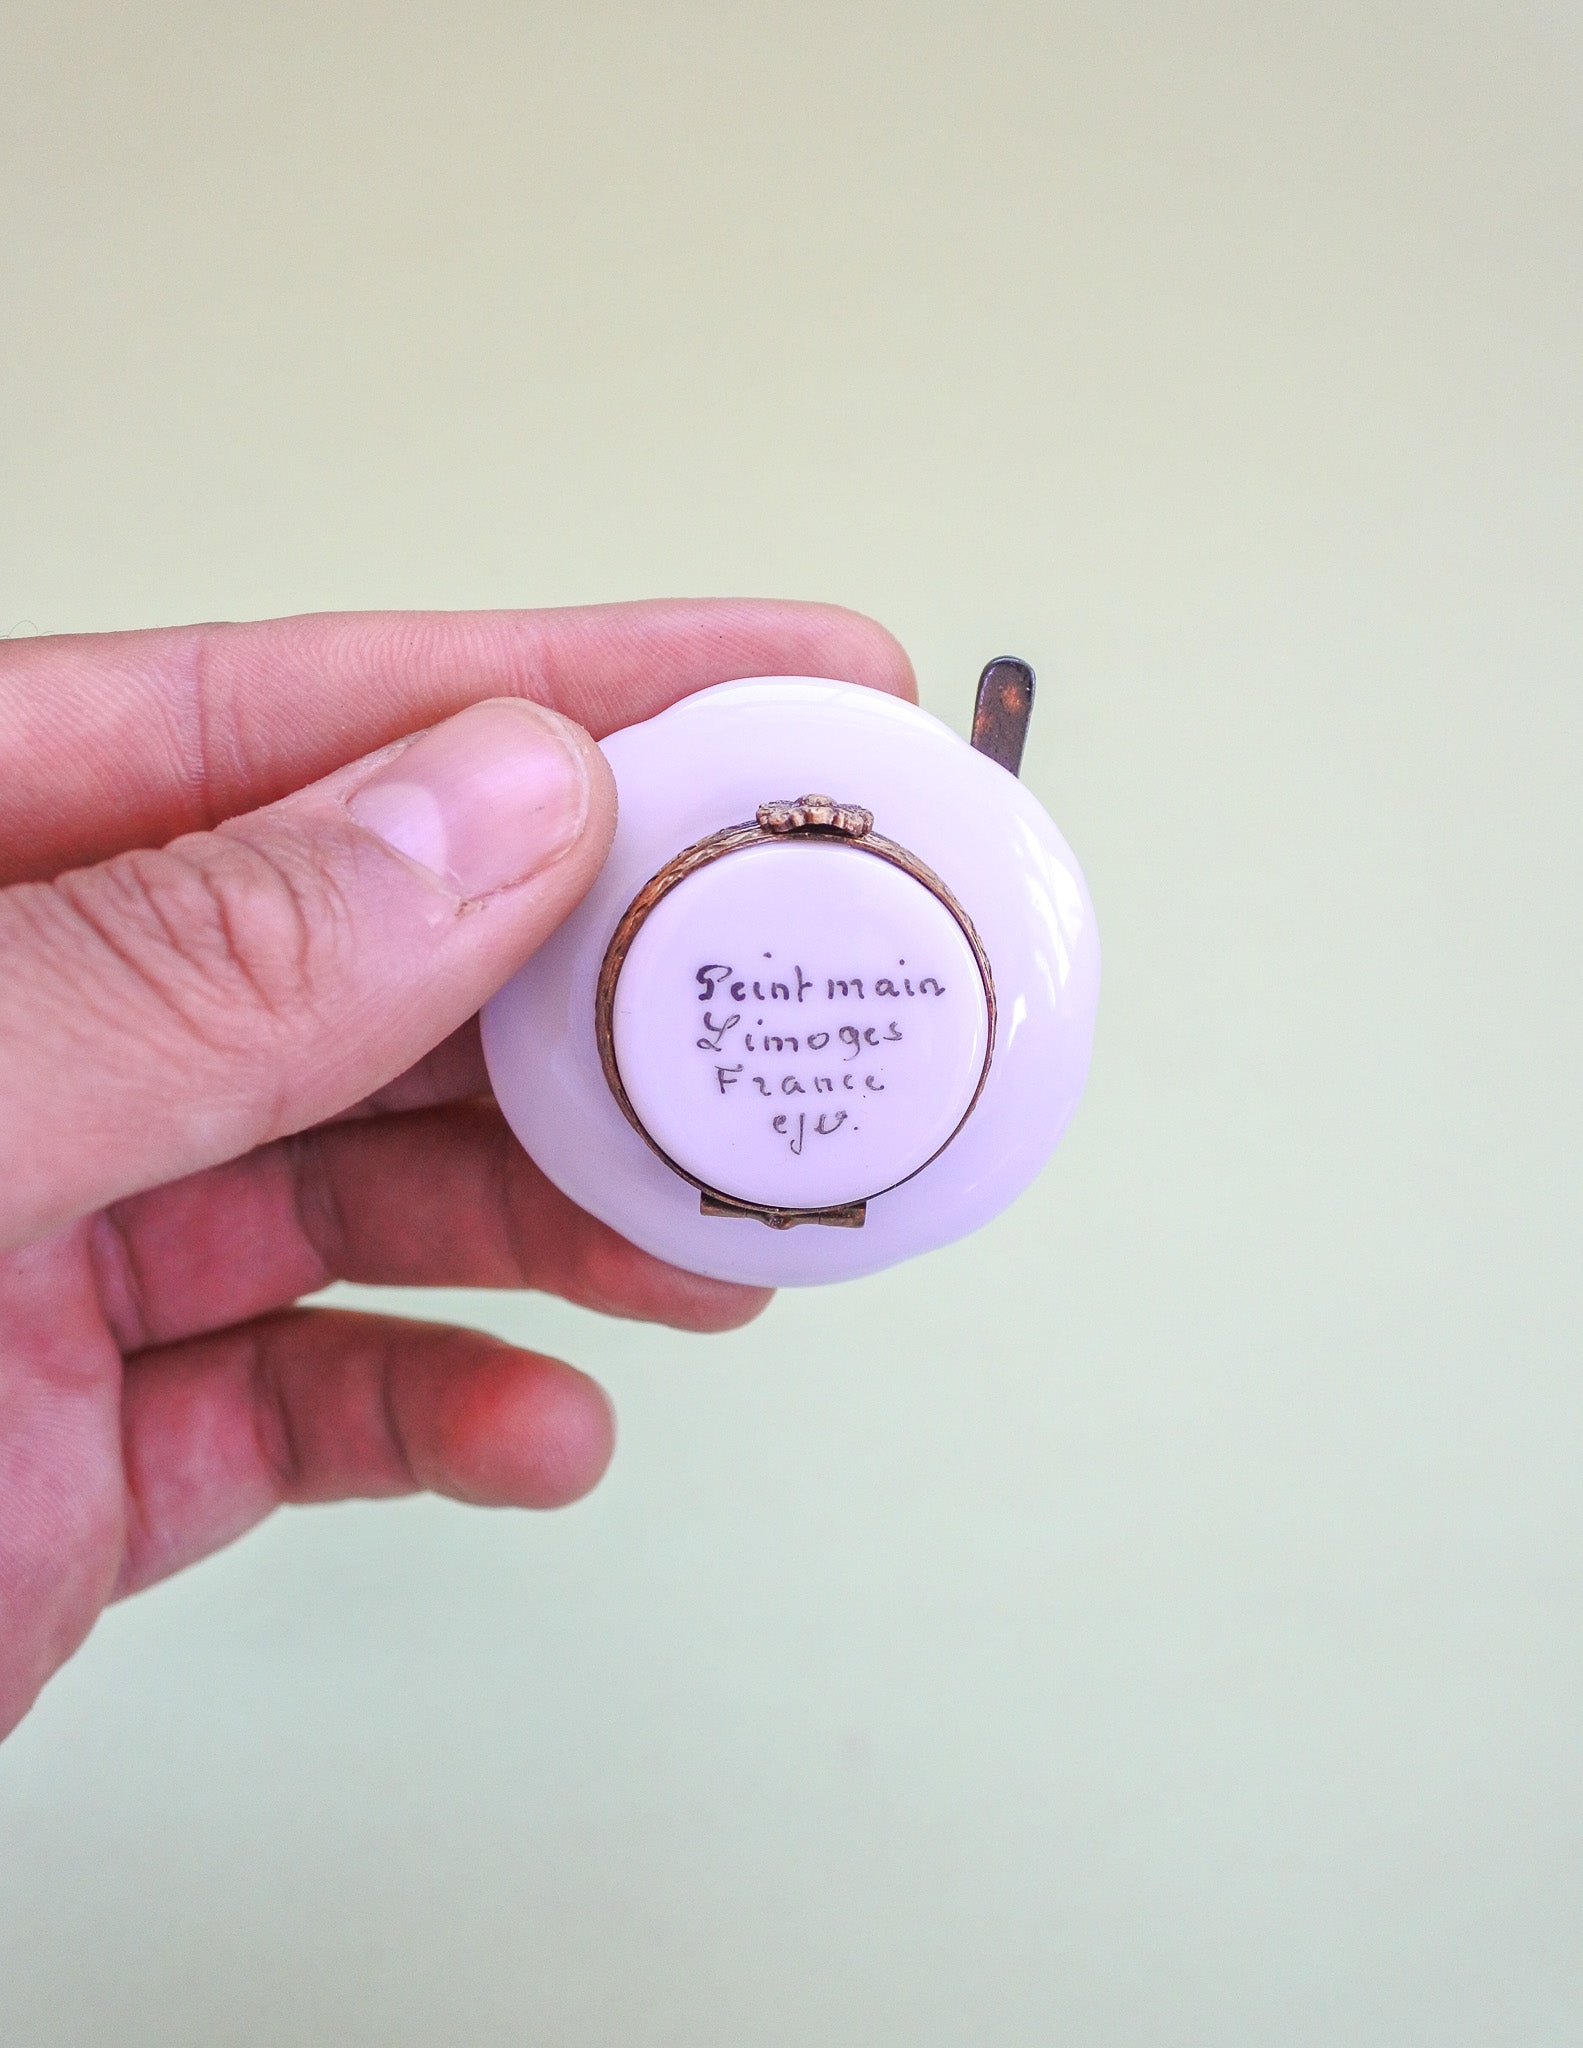 Peint main
Limoges
France